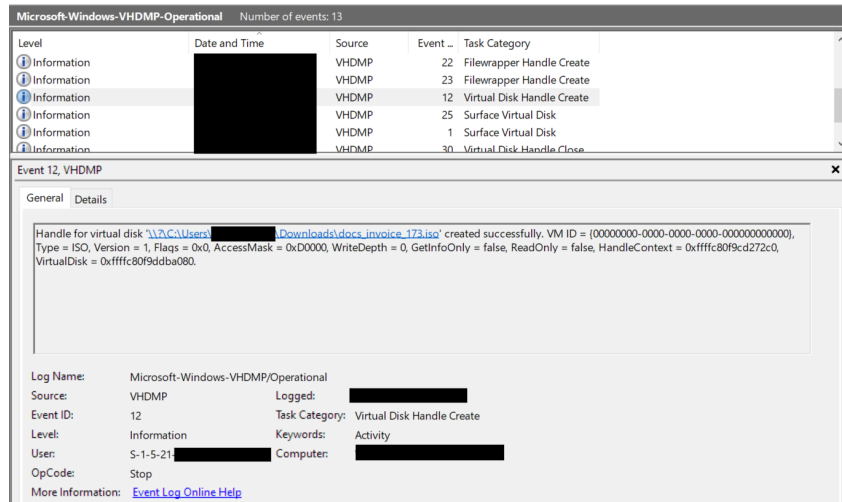 Microsoft-Windows-VHDMP-Operational Number of events: 13
Level Date and Time Source Event ... Task Category
Information VHDMP 22 Filewrapper Handle Create
Information VHDMP 23 Filewrapper Handle Create
Information VHDMP 12 Virtual Disk Handle Create
Information VHDMP 25 Surface Virtual Disk
Information VHDMP 1 Surface Virtual Disk
Information VHDMP 30 Virtual Disk Handle Close
Event 12, VHDMP
General Details
Handle for virtual disk '\\?\C:\Users\ \Downloads\docs_invoice_173.iso' created successfully. VM ID = {00000000-0000-0000-0000-000000000000},
Type = ISO, Version = 1, Flags = 0x0, AccessMask = 0xD0000, WriteDepth = 0, GetInfoOnly = false, ReadOnly = false, HandleContext = 0xffffc80f9cd272c0,
VirtualDisk = 0xffffc80f9ddba080.
Log Name: Microsoft-Windows-VHDMP/Operational
Source: VHDMP Logged:
Event ID: 12 Task Category: Virtual Disk Handle Create
Level: Information Keywords: Activity
User: S-1-5-21- Computer:
OpCode: Stop
More Information: Event Log Online Help